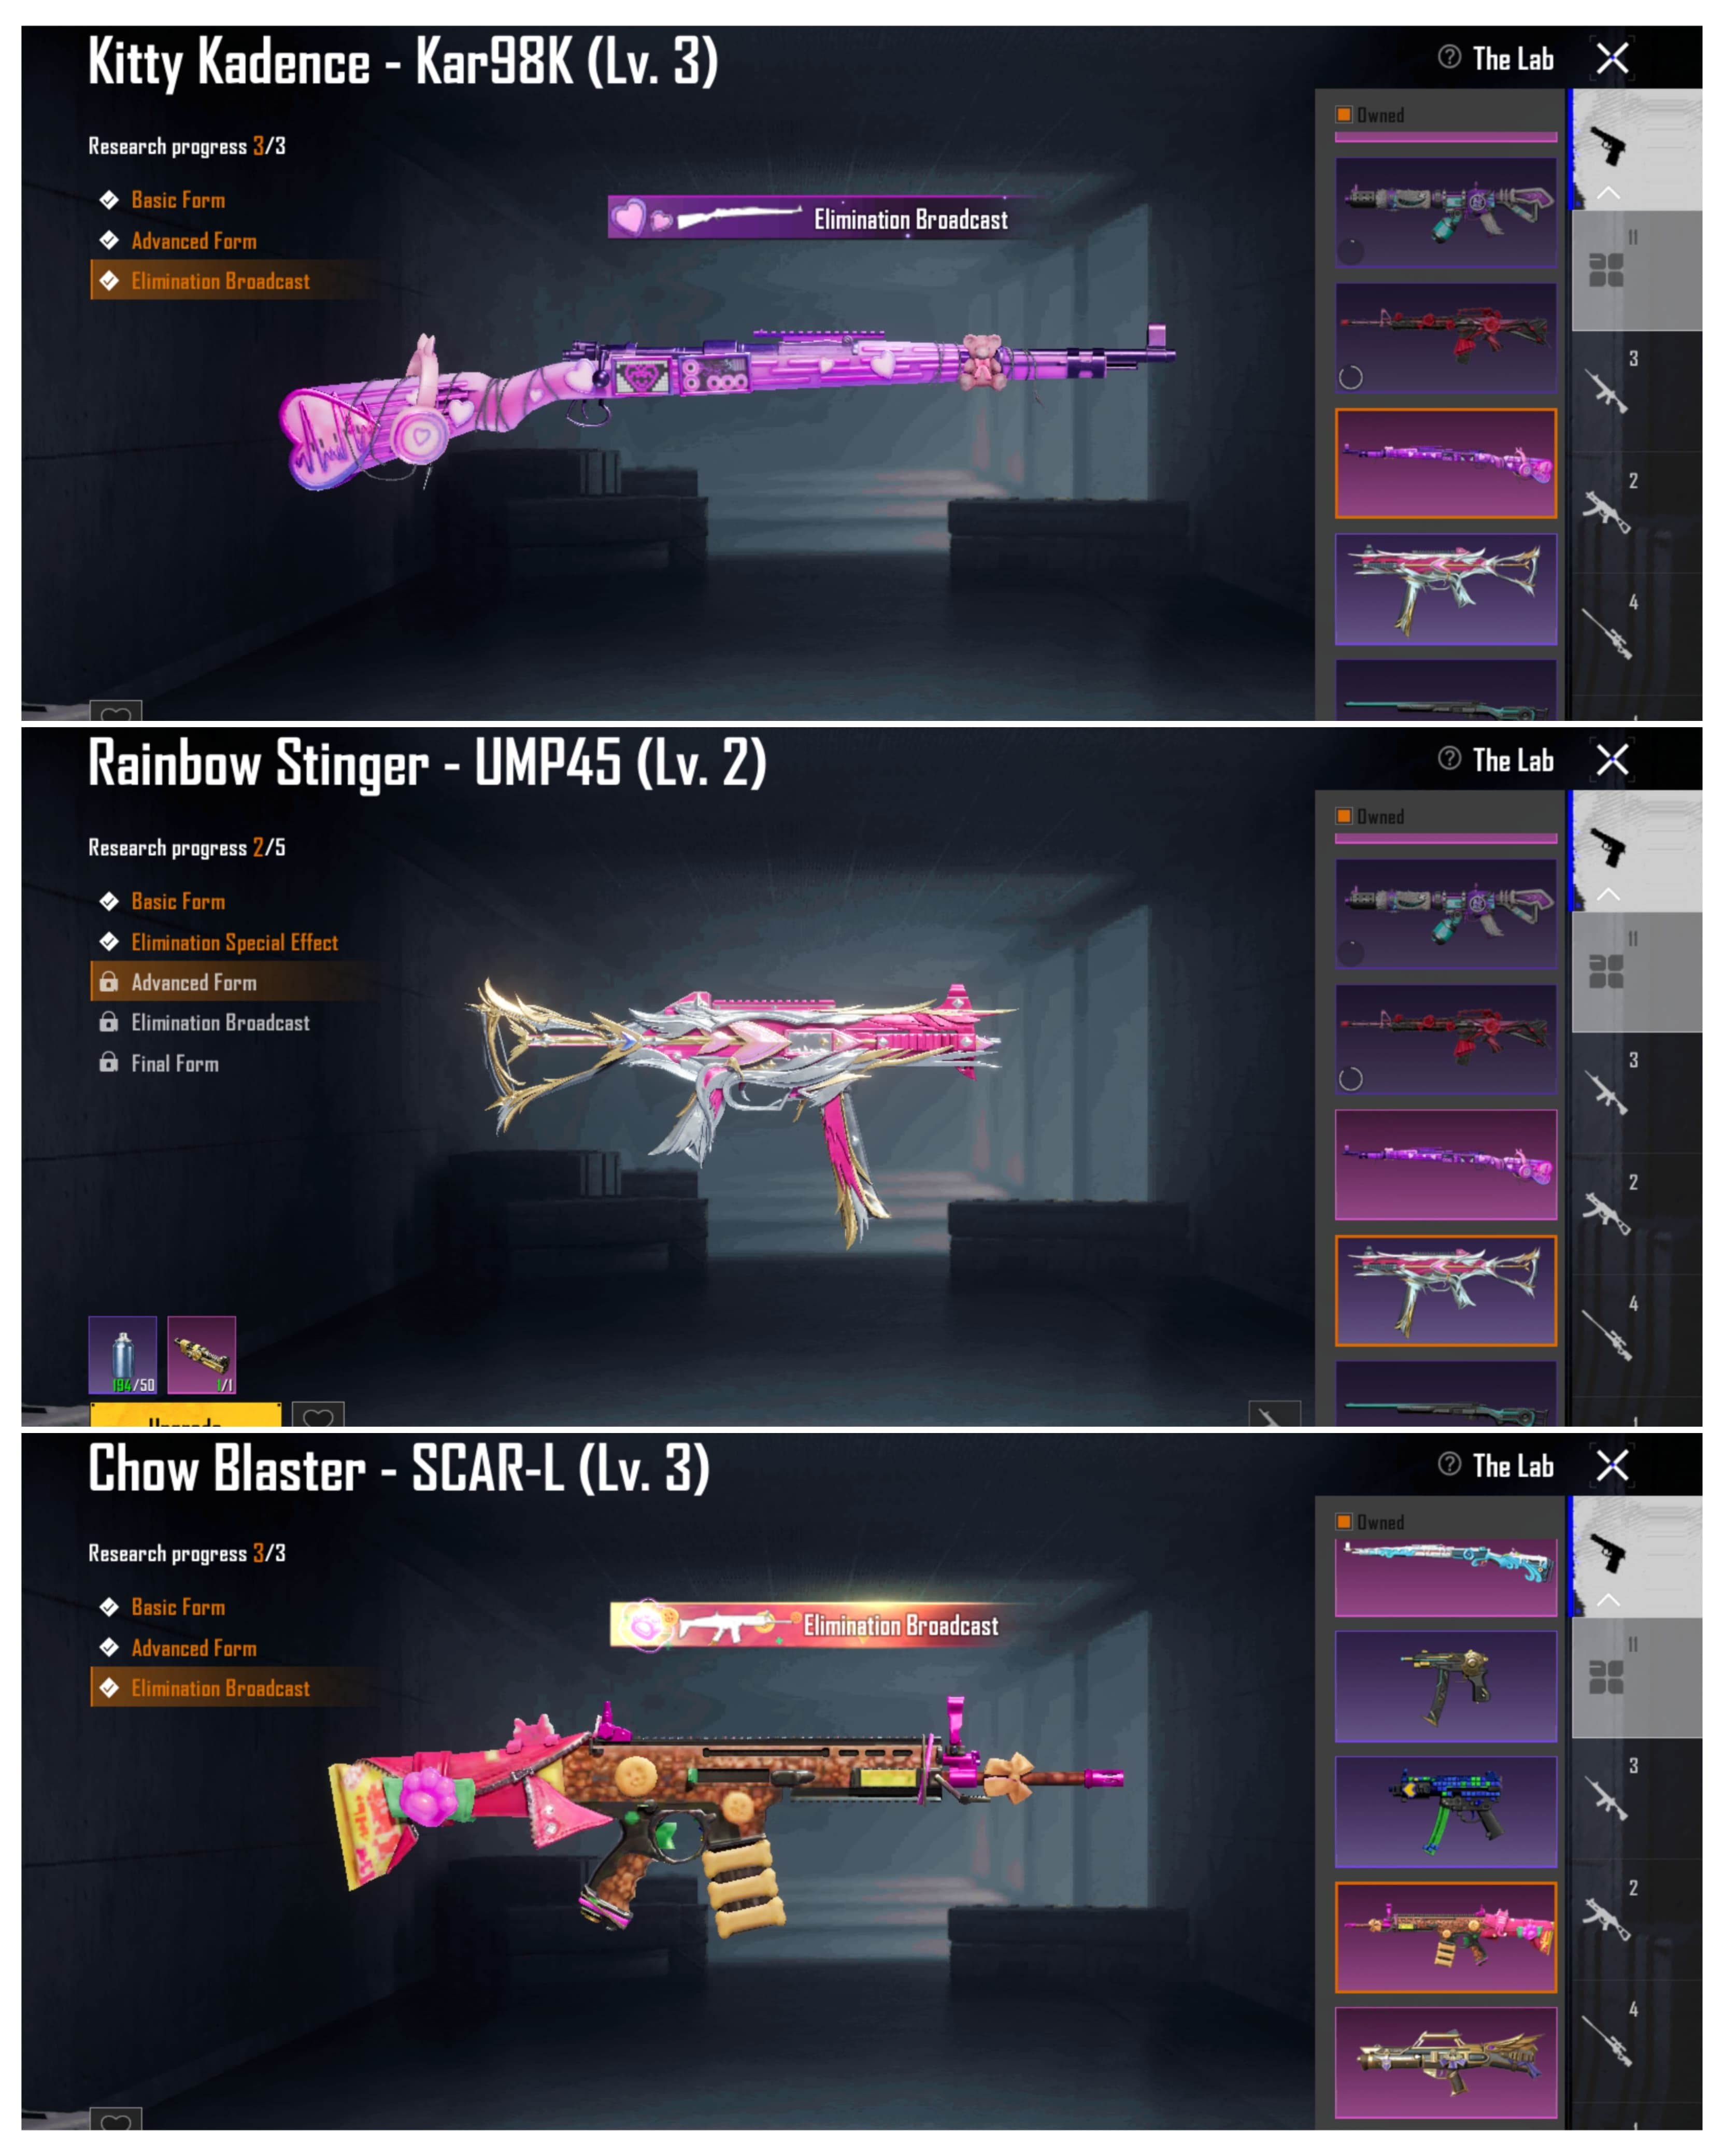 Kitty Kadence - Kar98K (Lv. 3)
? The Lab
Research progress 3/3
Owned
Basic Form
Advanced Form
Elimination Broadcast
Elimination Broadcast
11
3
2
4
Rainbow Stinger - UMP45 (Lv. 2)
? The Lab
Research progress 2/5
Owned
Basic Form
Elimination Special Effect
Advanced Form
Elimination Broadcast
Final Form
11
3
2
4
194/50
1/1
Upgrade
Chow Blaster - SCAR-L (Lv. 3)
? The Lab
Research progress 3/3
Owned
Basic Form
Advanced Form
Elimination Broadcast
Elimination Broadcast
11
3
2
4